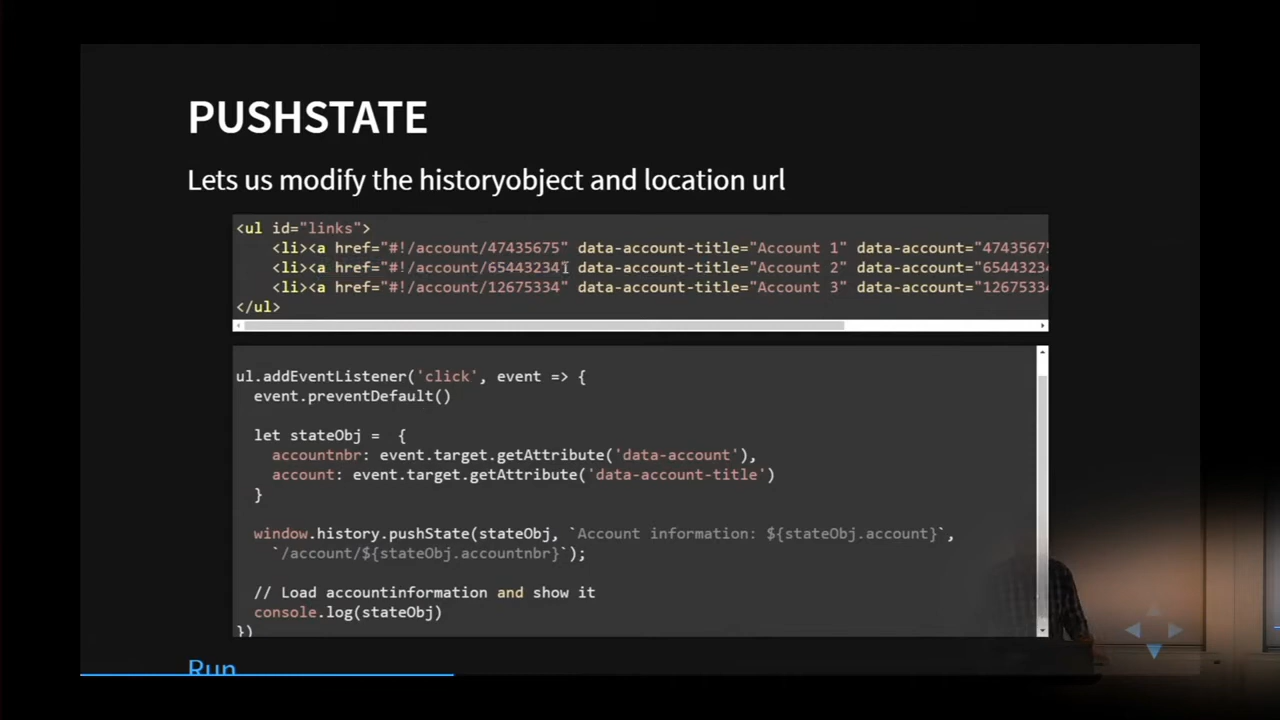 PUSHSTATE
Lets us modify the historyobject and location url
<ul id="links">
<li><a href="#!/account/47435675" data-account-title="Account 1" data-account="47435675
<li><a href="#!/account/65443234" data-account-title="Account 2" data-account="65443234
<li><a href="#!/account/12675334" data-account-title="Account 3" data-account="12675334
</ul>
ul.addEventListener('click', event => {
event.preventDefault()
let stateObj = {
accountnbr: event.target.getAttribute('data-account'),
account: event.target.getAttribute('data-account-title')
}
window.history.pushState(stateObj, `Account information: ${stateObj.account}`,
`/account/${stateObj.accountnbr}`);
// Load accountinformation and show it
console.log(stateObj)
})
Run